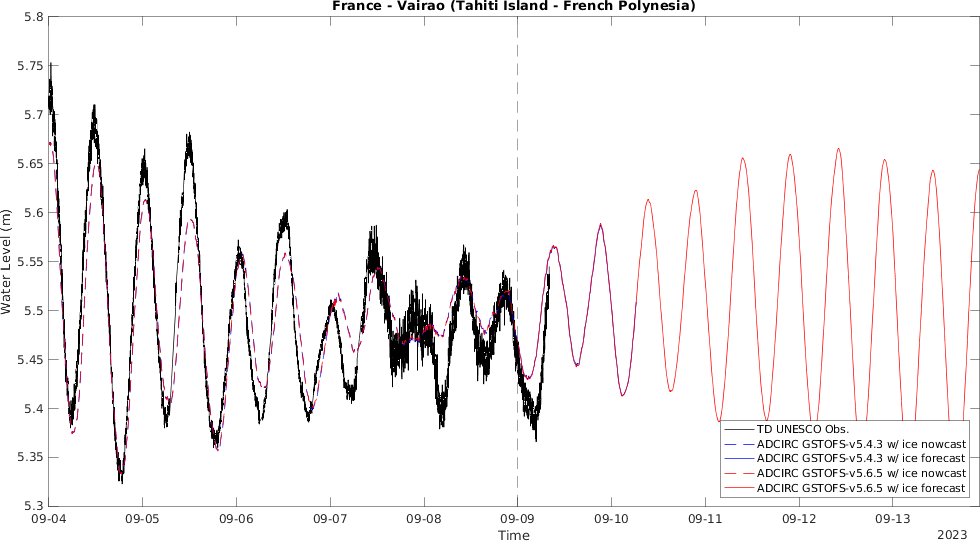 France - Vairao (Tahiti Island - French Polynesia)
5.8
5.75
5.7
5.65
5.6
5.55
5.5
5.45
5.4
5.35
5.3
Water Level (m)
TD UNESCO Obs.
ADCIRC GSTOFS-v5.4.3 w/ ice nowcast
ADCIRC GSTOFS-v5.4.3 w/ ice forecast
ADCIRC GSTOFS-v5.6.5 w/ ice nowcast
ADCIRC GSTOFS-v5.6.5 w/ ice forecast
09-04 09-05 09-06 09-07 09-08 09-09 09-10 09-11 09-12 09-13
Time
2023